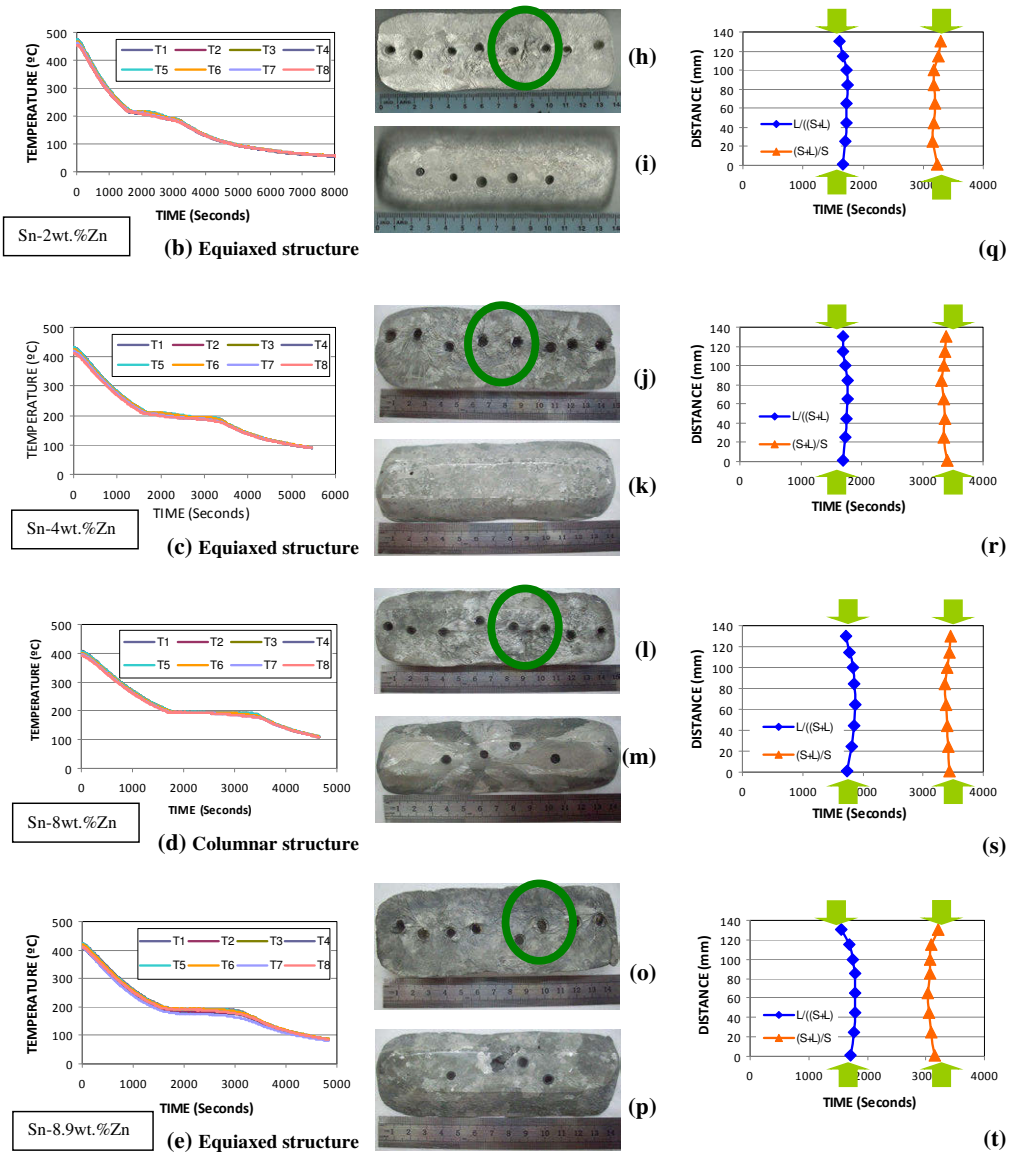 500
400
300
200
100
0
TEMPERATURE (ºC)
T1 T2 T3 T4
T5 T6 T7 T8
0 1000 2000 3000 4000 5000 6000 7000 8000
TIME (Seconds)
Sn-2wt.%Zn
(b) Equiaxed structure
(h)
(i)
140
120
100
80
60
40
20
0
DISTANCE (mm)
L/((S+L)
(S+L)/S
0 1000 2000 3000 4000
TIME (Seconds)
(q)
500
400
300
200
100
0
TEMPERATURE (ºC)
T1 T2 T3 T4
T5 T6 T7 T8
0 1000 2000 3000 4000 5000 6000
TIME (Seconds)
Sn-4wt.%Zn
(c) Equiaxed structure
(j)
(k)
140
120
100
80
60
40
20
0
DISTANCE (mm)
L/((S+L)
(S+L)/S
0 1000 2000 3000 4000
TIME (Seconds)
(r)
500
400
300
200
100
0
TEMPERATURE (ºC)
T1 T2 T3 T4
T5 T6 T7 T8
0 1000 2000 3000 4000 5000
TIME (Seconds)
Sn-8wt.%Zn
(d) Columnar structure
(l)
(m)
140
120
100
80
60
40
20
0
DISTANCE (mm)
L/((S+L)
(S+L)/S
0 1000 2000 3000 4000
TIME (Seconds)
(s)
500
400
300
200
100
0
TEMPERATURE (ºC)
T1 T2 T3 T4
T5 T6 T7 T8
0 1000 2000 3000 4000 5000
TIME (Seconds)
Sn-8.9wt.%Zn
(e) Equiaxed structure
(o)
(p)
140
120
100
80
60
40
20
0
DISTANCE (mm)
L/((S+L)
(S+L)/S
0 1000 2000 3000 4000
TIME (Seconds)
(t)